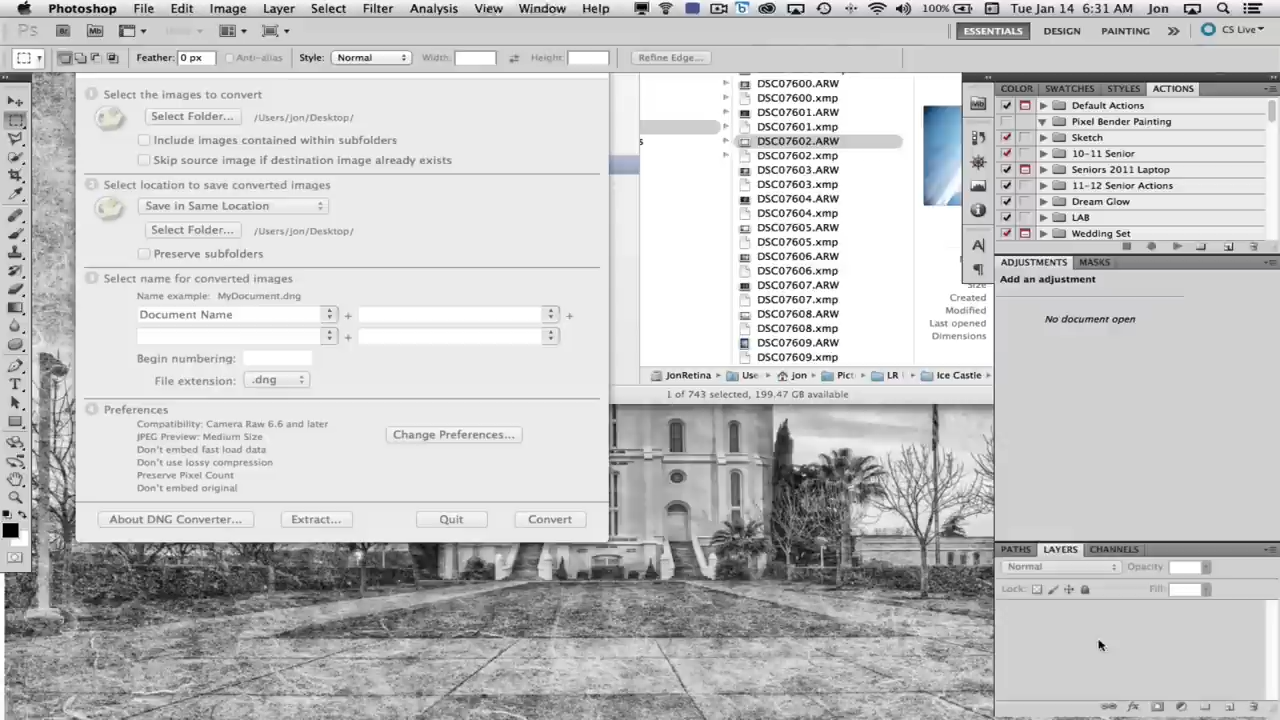 Photoshop File Edit Image Layer Select Filter Analysis View Window Help 100% Tue Jan 14 6:31 AM Jon
Ps Br Mb ESSENTIALS DESIGN PAINTING CS Live
Feather: 0 px Anti-alias Style: Normal Width: Height: Refine Edge...
Select the images to convert
Select Folder... /Users/jon/Desktop/
Include images contained within subfolders
Skip source image if destination image already exists
Select location to save converted images
Save in Same Location
Select Folder... /Users/jon/Desktop/
Preserve subfolders
Select name for converted images
Name example: MyDocument.dng
Document Name + +
+
Begin numbering:
File extension: .dng
Preferences
Compatibility: Camera Raw 6.6 and later
JPEG Preview: Medium Size
Don't embed fast load data
Don't use lossy compression
Preserve Pixel Count
Don't embed original
Change Preferences...
About DNG Converter... Extract... Quit Convert
DSC07600.ARW
DSC07600.xmp
DSC07601.ARW
DSC07601.xmp
DSC07602.ARW
DSC07602.xmp
DSC07603.ARW
DSC07603.xmp
DSC07604.ARW
DSC07604.xmp
DSC07605.ARW
DSC07605.xmp
DSC07606.ARW
DSC07606.xmp
DSC07607.ARW
DSC07607.xmp
DSC07608.ARW
DSC07608.xmp
DSC07609.ARW
DSC07609.xmp
Size
Created
Modified
Last opened
Dimensions
JonRetina Use jon Pict LR Ice Castle
1 of 743 selected, 199.47 GB available
COLOR SWATCHES STYLES ACTIONS
Default Actions
Pixel Bender Painting
Sketch
10-11 Senior
Seniors 2011 Laptop
11-12 Senior Actions
Dream Glow
LAB
Wedding Set
ADJUSTMENTS MASKS
Add an adjustment
No document open
PATHS LAYERS CHANNELS
Normal Opacity:
Lock: Fill: